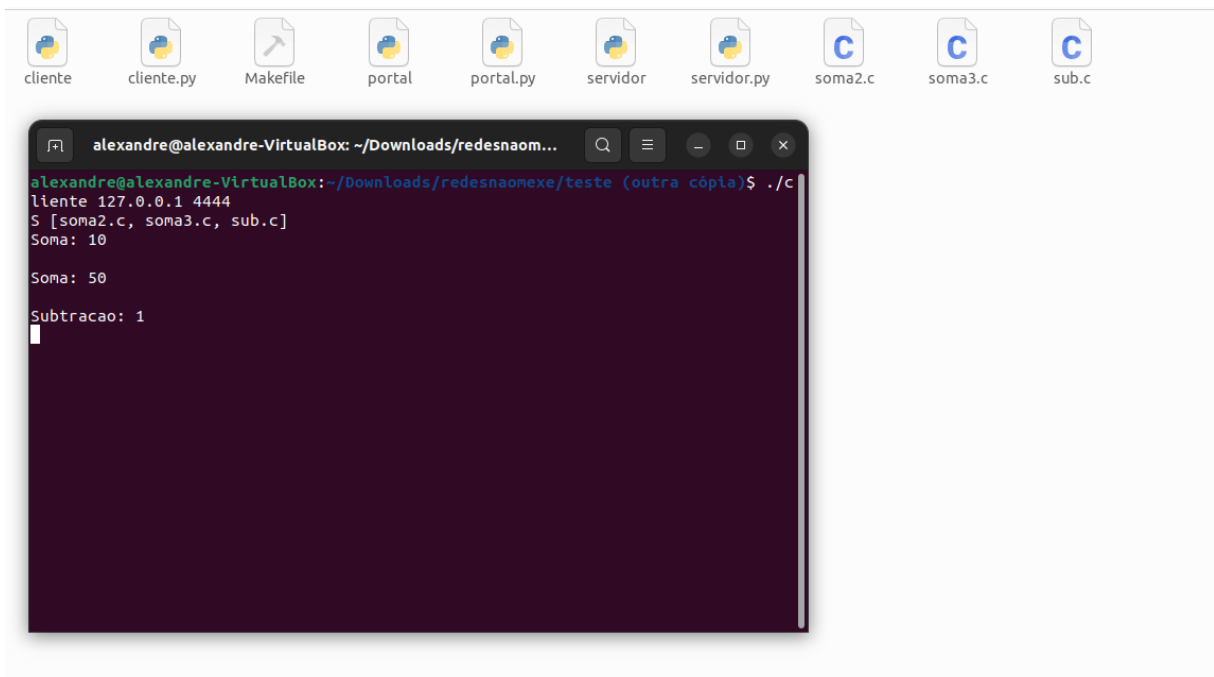 cliente cliente.py Makefile portal portal.py servidor servidor.py soma2.c soma3.c sub.c
alexandre@alexandre-VirtualBox: ~/Downloads/redesnaom...
alexandre@alexandre-VirtualBox:~/Downloads/redesnaomexe/teste (outra cópia)$ ./c
liente 127.0.0.1 4444
S [soma2.c, soma3.c, sub.c]
Soma: 10
Soma: 50
Subtracao: 1